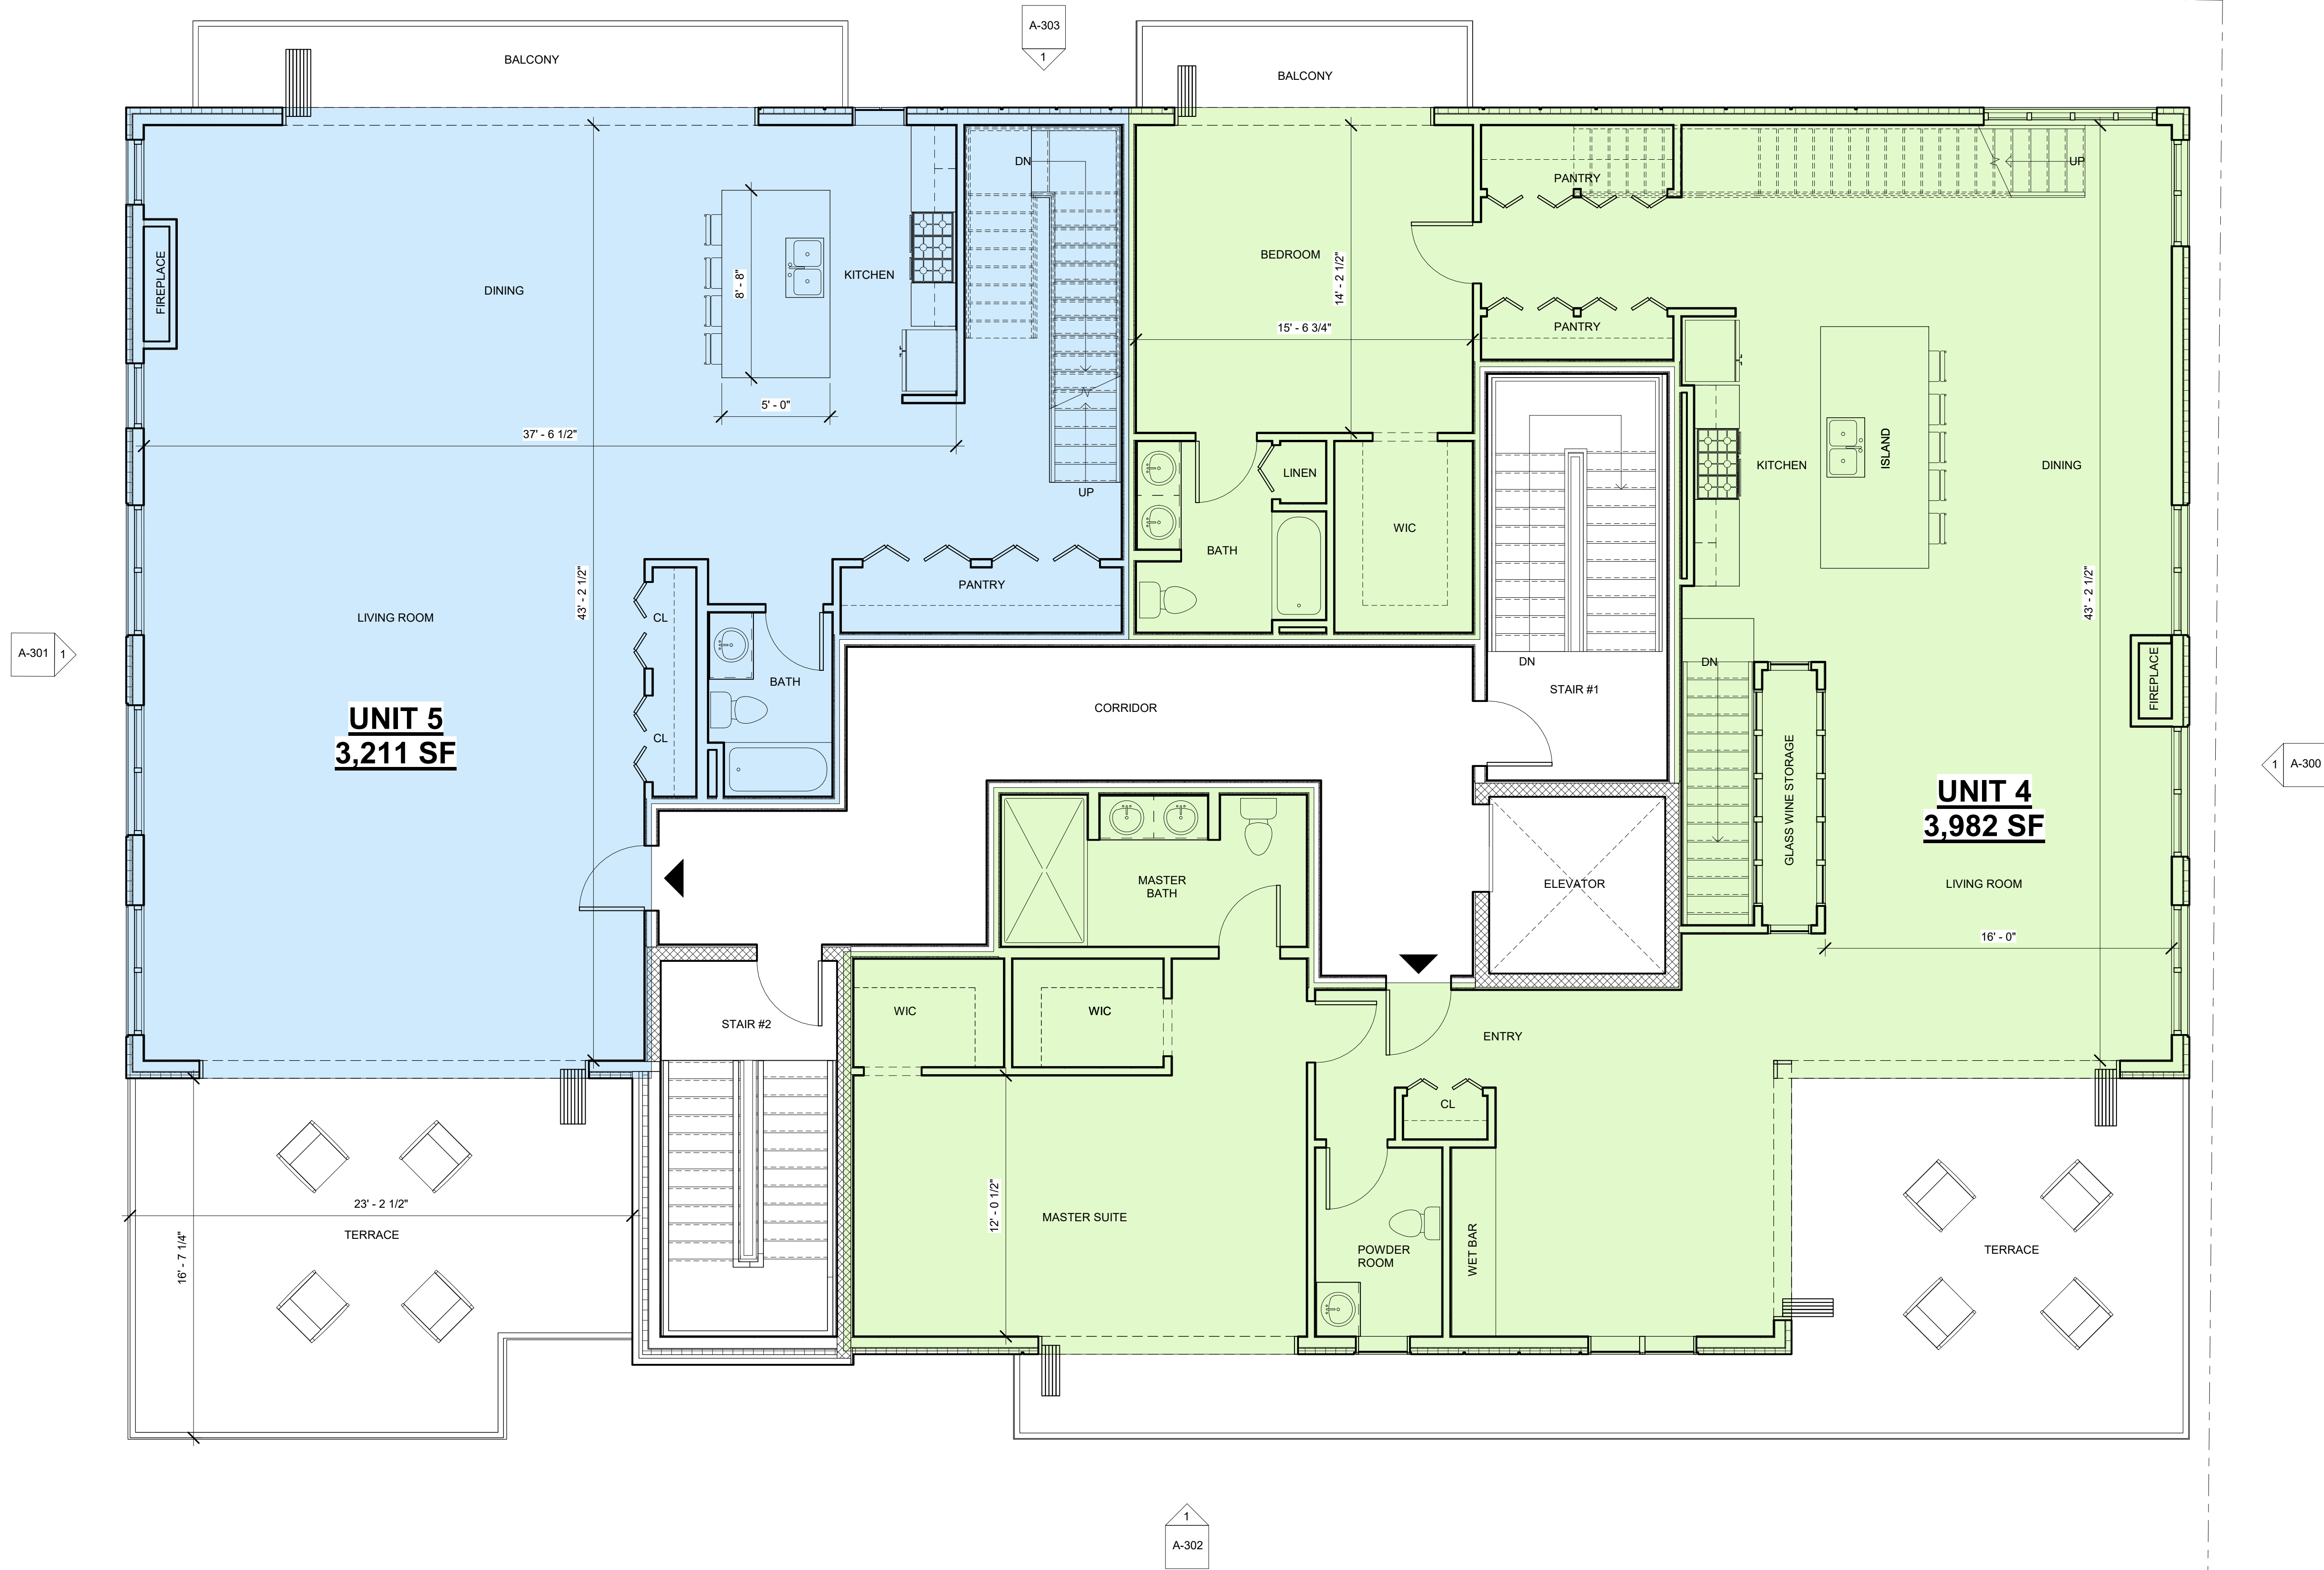 A-303
1
BALCONY
BALCONY
DN
UP
PANTRY
FIREPLACE
DINING
8' - 8"
KITCHEN
BEDROOM
14' - 2 1/2"
15' - 6 3/4"
PANTRY
5' - 0"
37' - 6 1/2"
UP
LINEN
KITCHEN
ISLAND
DINING
WIC
BATH
PANTRY
LIVING ROOM
43' - 2 1/2"
CL
43' - 2 1/2"
A-301
1
BATH
DN
STAIR #1
DN
FIREPLACE
CORRIDOR
UNIT 5
3,211 SF
CL
GLASS WINE STORAGE
1
A-300
UNIT 4
3,982 SF
MASTER
BATH
ELEVATOR
LIVING ROOM
16' - 0"
WIC
WIC
STAIR #2
ENTRY
CL
23' - 2 1/2"
TERRACE
16' - 7 1/4"
12' - 0 1/2"
MASTER SUITE
POWDER
ROOM
WET BAR
TERRACE
1
A-302